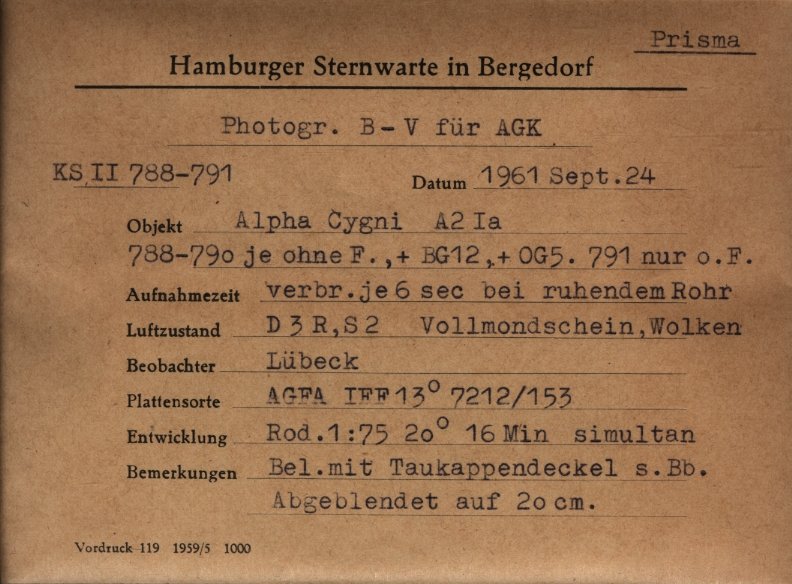 Prisma
Hamburger Sternwarte in Bergedorf
Photogr. B-V für AGK
KS II 788-791 Datum 1961 Sept.24
Objekt Alpha Cygni A2 Ia
788-79o je ohne F.,+ BG12,+ OG5. 791 nur o.F.
Aufnahmezeit verbr.je 6 sec bei ruhendem Rohr
Luftzustand D 3 R,S 2 Vollmondschein,Wolken
Beobachter Lübeck
Plattensorte AGFA IFF 13° 7212/153
Entwicklung Rod.1:75 2o° 16 Min simultan
Bemerkungen Bel.mit Taukappendeckel s.Bb.
Abgeblendet auf 2o cm.
Vordruck 119 1959/5 1000